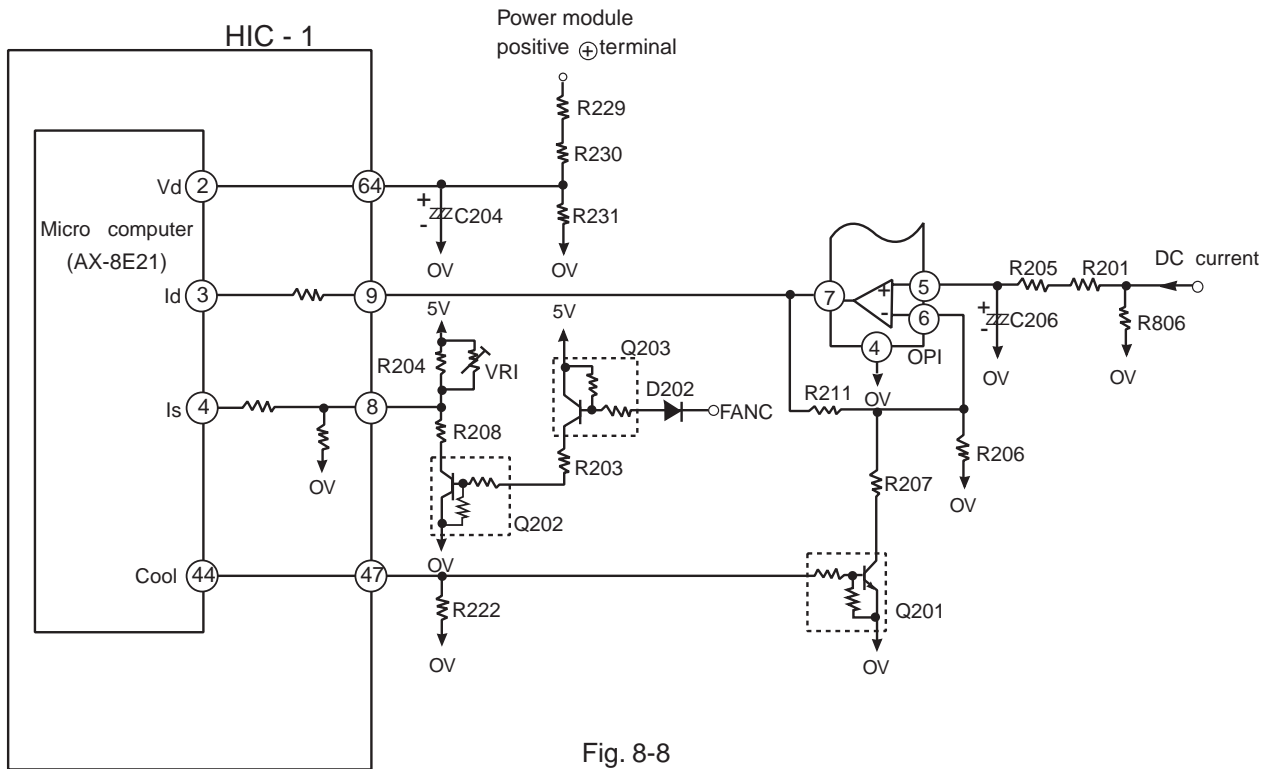 HIC - 1
Power module
positive ⊕ terminal
R229
R230
Vd 2
64
+
-
C204
R231
Micro computer
(AX-8E21)
OV
OV
Id 3
9
7
+
-
5
6
4
OPI
R205
R201
DC current
+
-
C206
R806
OV
OV
OV
5V
5V
R204
VRI
Q203
D202
FANC
R211
Is 4
8
R208
R203
R206
OV
OV
R207
Q202
OV
Cool 44
47
R222
OV
Q201
OV
Fig. 8-8